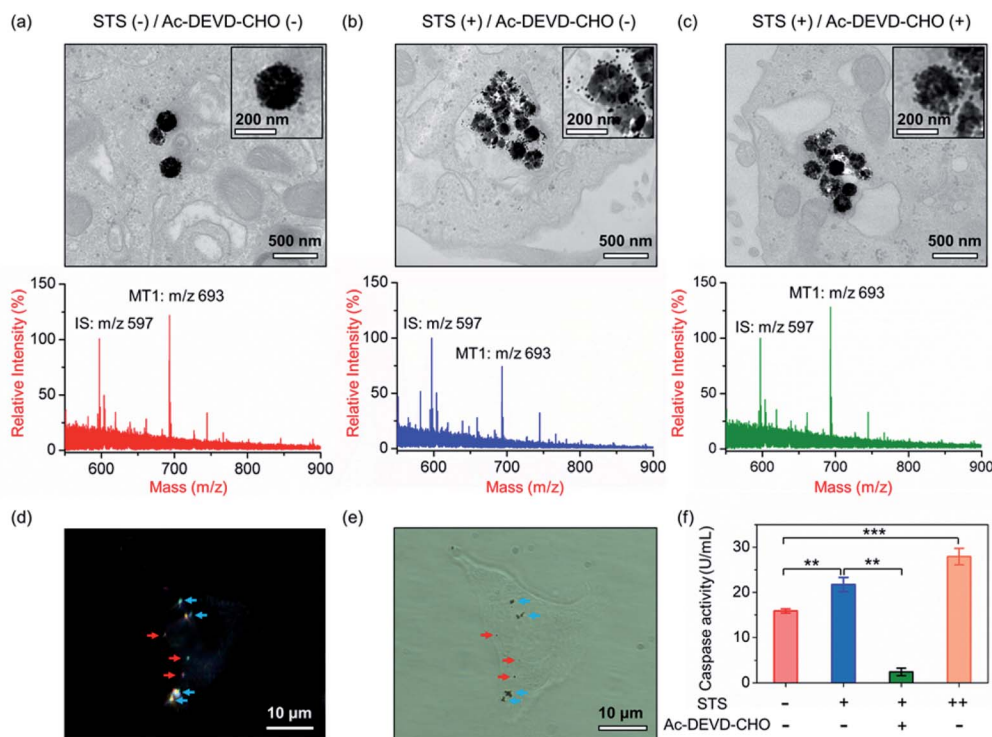 (a) STS (-) / Ac-DEVD-CHO (-)
200 nm
500 nm
(b) STS (+) / Ac-DEVD-CHO (-)
200 nm
500 nm
(c) STS (+) / Ac-DEVD-CHO (+)
200 nm
500 nm
Relative Intensity (%)
150
100
50
0
MT1: m/z 693
IS: m/z 597
600 700 800 900
Mass (m/z)
Relative Intensity (%)
150
100
50
0
IS: m/z 597
MT1: m/z 693
600 700 800 900
Mass (m/z)
Relative Intensity (%)
150
100
50
0
MT1: m/z 693
IS: m/z 597
600 700 800 900
Mass (m/z)
(d)
10 µm
(e)
10 µm
(f)
Caspase activity (U/mL)
30
20
10
0
***
** **
STS - + + ++
Ac-DEVD-CHO - - + -